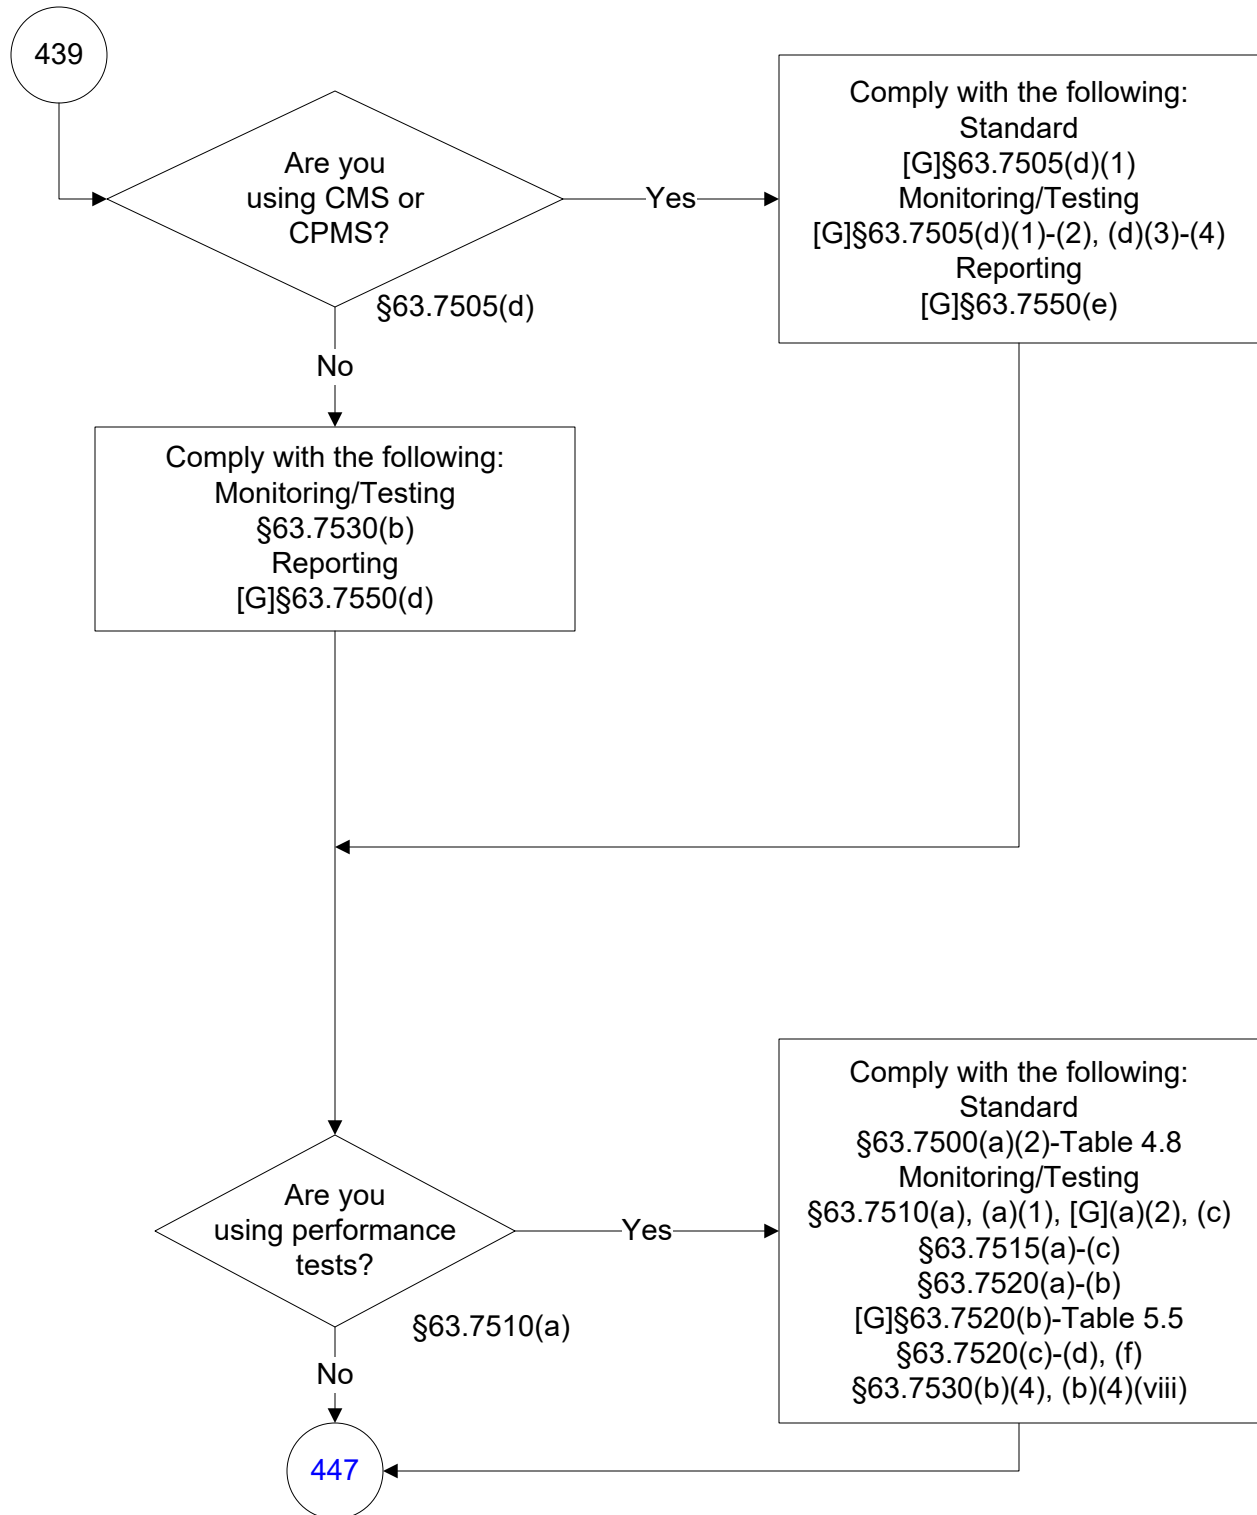 439
Are you
using CMS or
CPMS?
§63.7505(d)
Yes
Comply with the following:
Standard
[G]§63.7505(d)(1)
Monitoring/Testing
[G]§63.7505(d)(1)-(2), (d)(3)-(4)
Reporting
[G]§63.7550(e)
No
Comply with the following:
Monitoring/Testing
§63.7530(b)
Reporting
[G]§63.7550(d)
Are you
using performance
tests?
§63.7510(a)
Yes
Comply with the following:
Standard
§63.7500(a)(2)-Table 4.8
Monitoring/Testing
§63.7510(a), (a)(1), [G](a)(2), (c)
§63.7515(a)-(c)
§63.7520(a)-(b)
[G]§63.7520(b)-Table 5.5
§63.7520(c)-(d), (f)
§63.7530(b)(4), (b)(4)(viii)
No
447